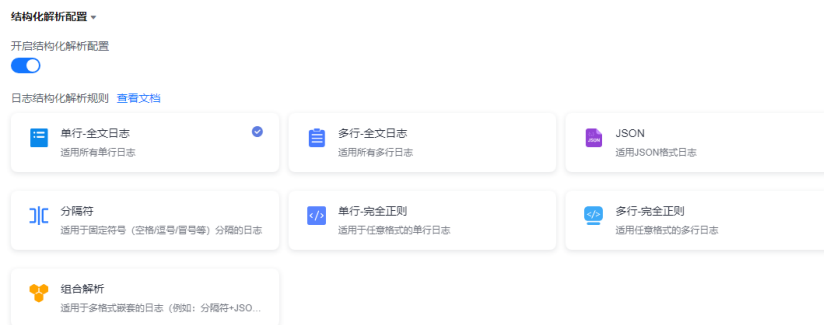 结构化解析配置
开启结构化解析配置
日志结构化解析规则 查看文档
单行-全文日志
适用所有单行日志
多行-全文日志
适用所有多行日志
JSON
JSON
适用JSON格式日志
分隔符
适用于固定符号（空格/逗号/冒号等）分隔的日志
单行-完全正则
适用于任意格式的单行日志
多行-完全正则
适用任意格式的多行日志
组合解析
适用于多格式嵌套的日志（例如：分隔符+JSO...